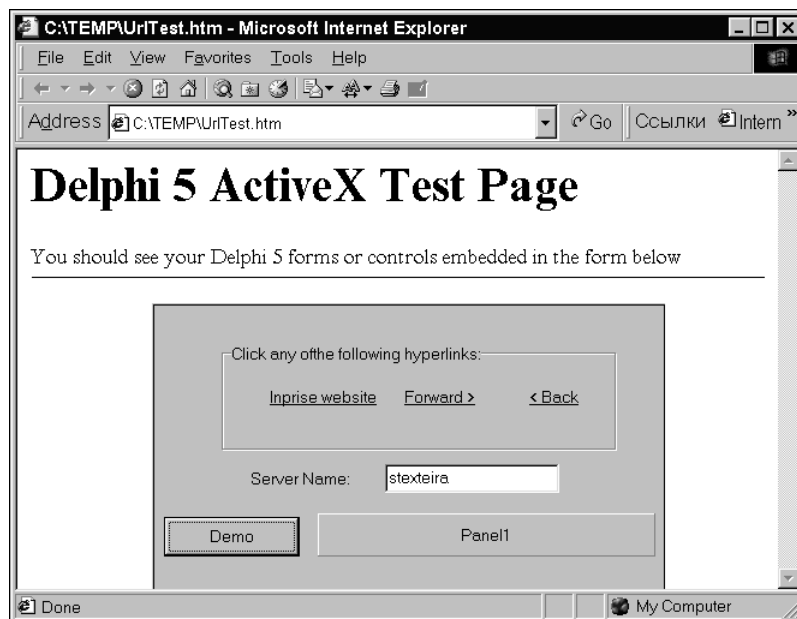 C:\TEMP\UrlTest.htm - Microsoft Internet Explorer
File Edit View Favorites Tools Help
Address C:\TEMP\UrlTest.htm Go Ссылки Intern »
Delphi 5 ActiveX Test Page
You should see your Delphi 5 forms or controls embedded in the form below
Click any ofthe following hyperlinks:
Inprise website Forward > < Back
Server Name: stexteira
Demo Panel1
Done My Computer